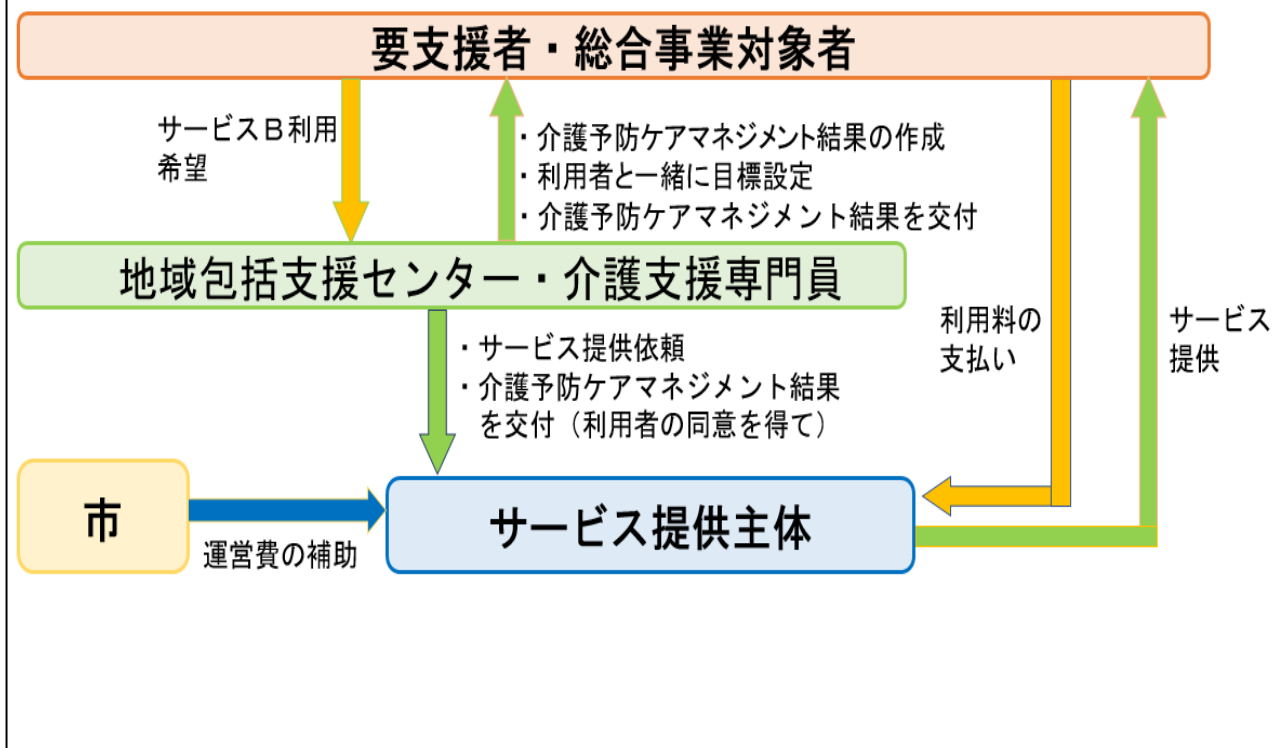 要支援者・総合事業対象者
サービスＢ利用
希望
・介護予防ケアマネジメント結果の作成
・利用者と一緒に目標設定
・介護予防ケアマネジメント結果を交付
地域包括支援センター・介護支援専門員
・サービス提供依頼
・介護予防ケアマネジメント結果
を交付（利用者の同意を得て）
利用料の
支払い
サービス
提供
市
運営費の補助
サービス提供主体